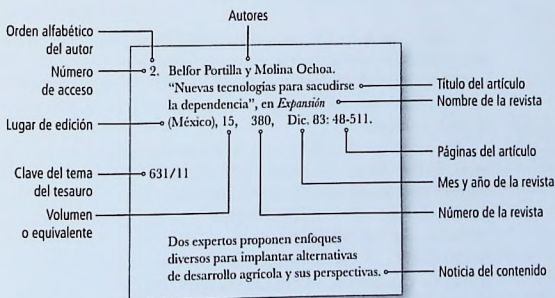 Autores
Orden alfabético
del autor
Número
de acceso
Lugar de edición
Clave del tema
del tesauro
Volumen
o equivalente
2. Belfor Portilla y Molina Ochoa.
"Nuevas tecnologías para sacudirse
la dependencia", en Expansión
(México), 15, 380, Dic. 83: 48-511.
631/11
Dos expertos proponen enfoques
diversos para implantar alternativas
de desarrollo agrícola y sus perspectivas.
Título del artículo
Nombre de la revista
Páginas del artículo
Mes y año de la revista
Número de la revista
Noticia del contenido